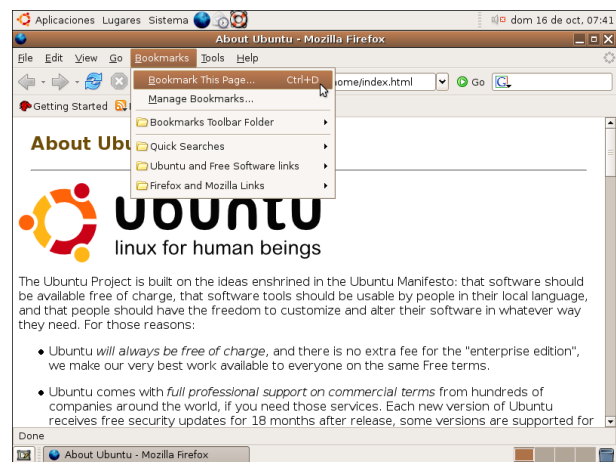 Aplicaciones Lugares Sistema dom 16 de oct, 07:41
About Ubuntu - Mozilla Firefox
File Edit View Go Bookmarks Tools Help
ome/index.html Go G
Getting Started
Bookmark This Page... Ctrl+D
Manage Bookmarks...
Bookmarks Toolbar Folder
Quick Searches
Ubuntu and Free Software links
Firefox and Mozilla Links
About Ubu
ubuntu
linux for human beings
The Ubuntu Project is built on the ideas enshrined in the Ubuntu Manifesto: that software should
be available free of charge, that software tools should be usable by people in their local language,
and that people should have the freedom to customize and alter their software in whatever way
they need. For those reasons:
• Ubuntu will always be free of charge, and there is no extra fee for the "enterprise edition",
we make our very best work available to everyone on the same Free terms.
• Ubuntu comes with full professional support on commercial terms from hundreds of
companies around the world, if you need those services. Each new version of Ubuntu
receives free security updates for 18 months after release, some versions are supported for
Done
About Ubuntu - Mozilla Firefox